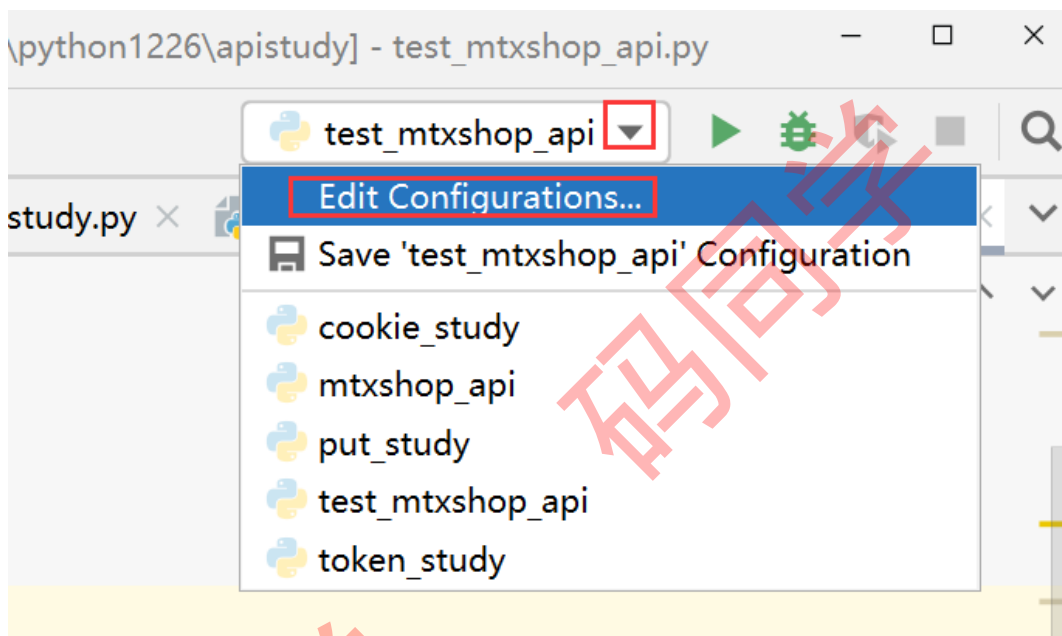 \python1226\apistudy] - test_mtxshop_api.py
test_mtxshop_api
study.py
Edit Configurations...
Save 'test_mtxshop_api' Configuration
cookie_study
mtxshop_api
put_study
test_mtxshop_api
token_study
码同学